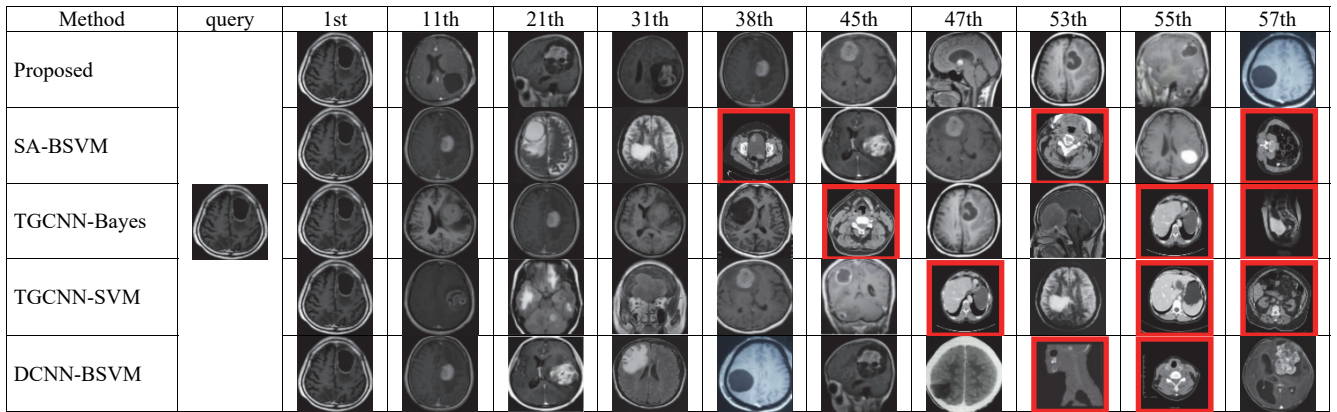 Method query 1st 11th 21th 31th 38th 45th 47th 53th 55th 57th
Proposed
SA-BSVM
TGCNN-Bayes
TGCNN-SVM
DCNN-BSVM